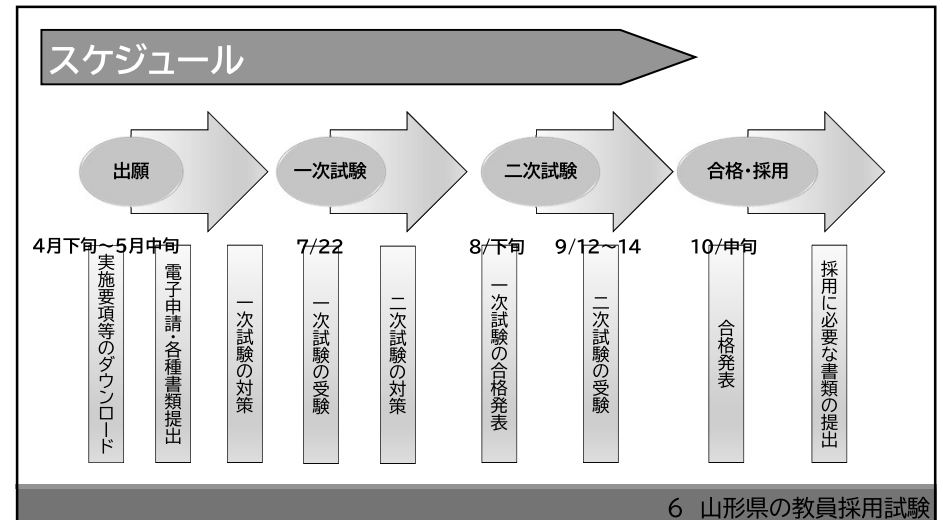 スケジュール
出願
一次試験
二次試験
合格・採用
4月下旬~5月中旬
7/22
8/下旬
9/12~14
10/中旬
実施要項等のダウンロード
電子申請・各種書類提出
一次試験の対策
一次試験の受験
二次試験の対策
一次試験の合格発表
二次試験の受験
合格発表
採用に必要な書類の提出
6 山形県の教員採用試験